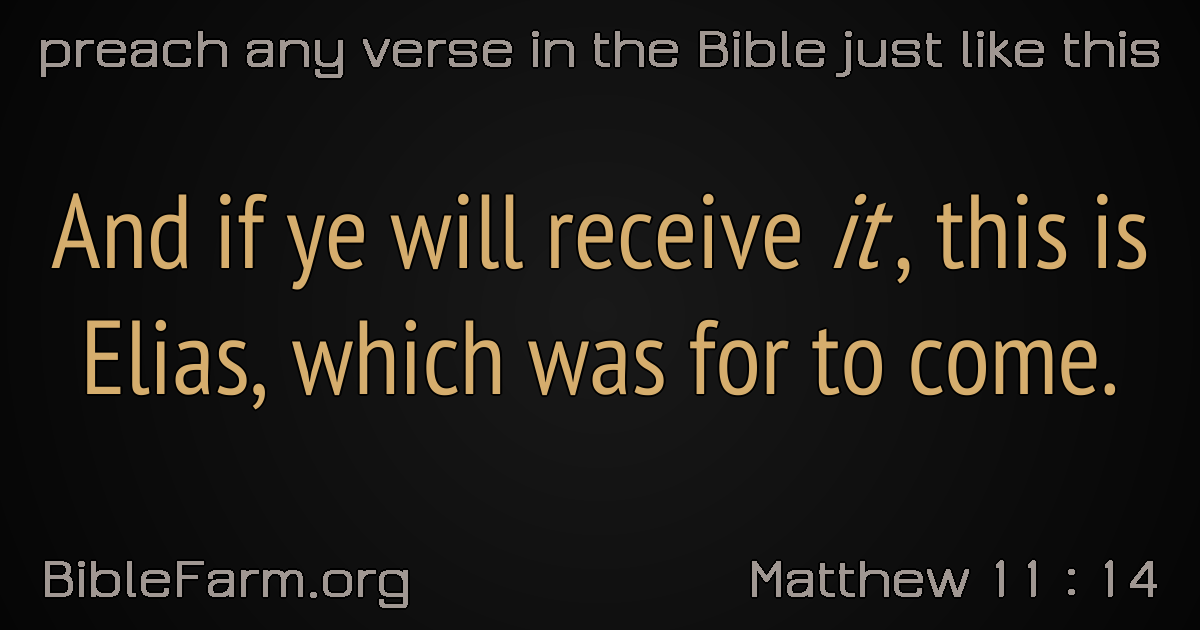 preach any verse in the Bible just like this
And if ye will receive it, this is
Elias, which was for to come.
BibleFarm.org
Matthew 11 : 14